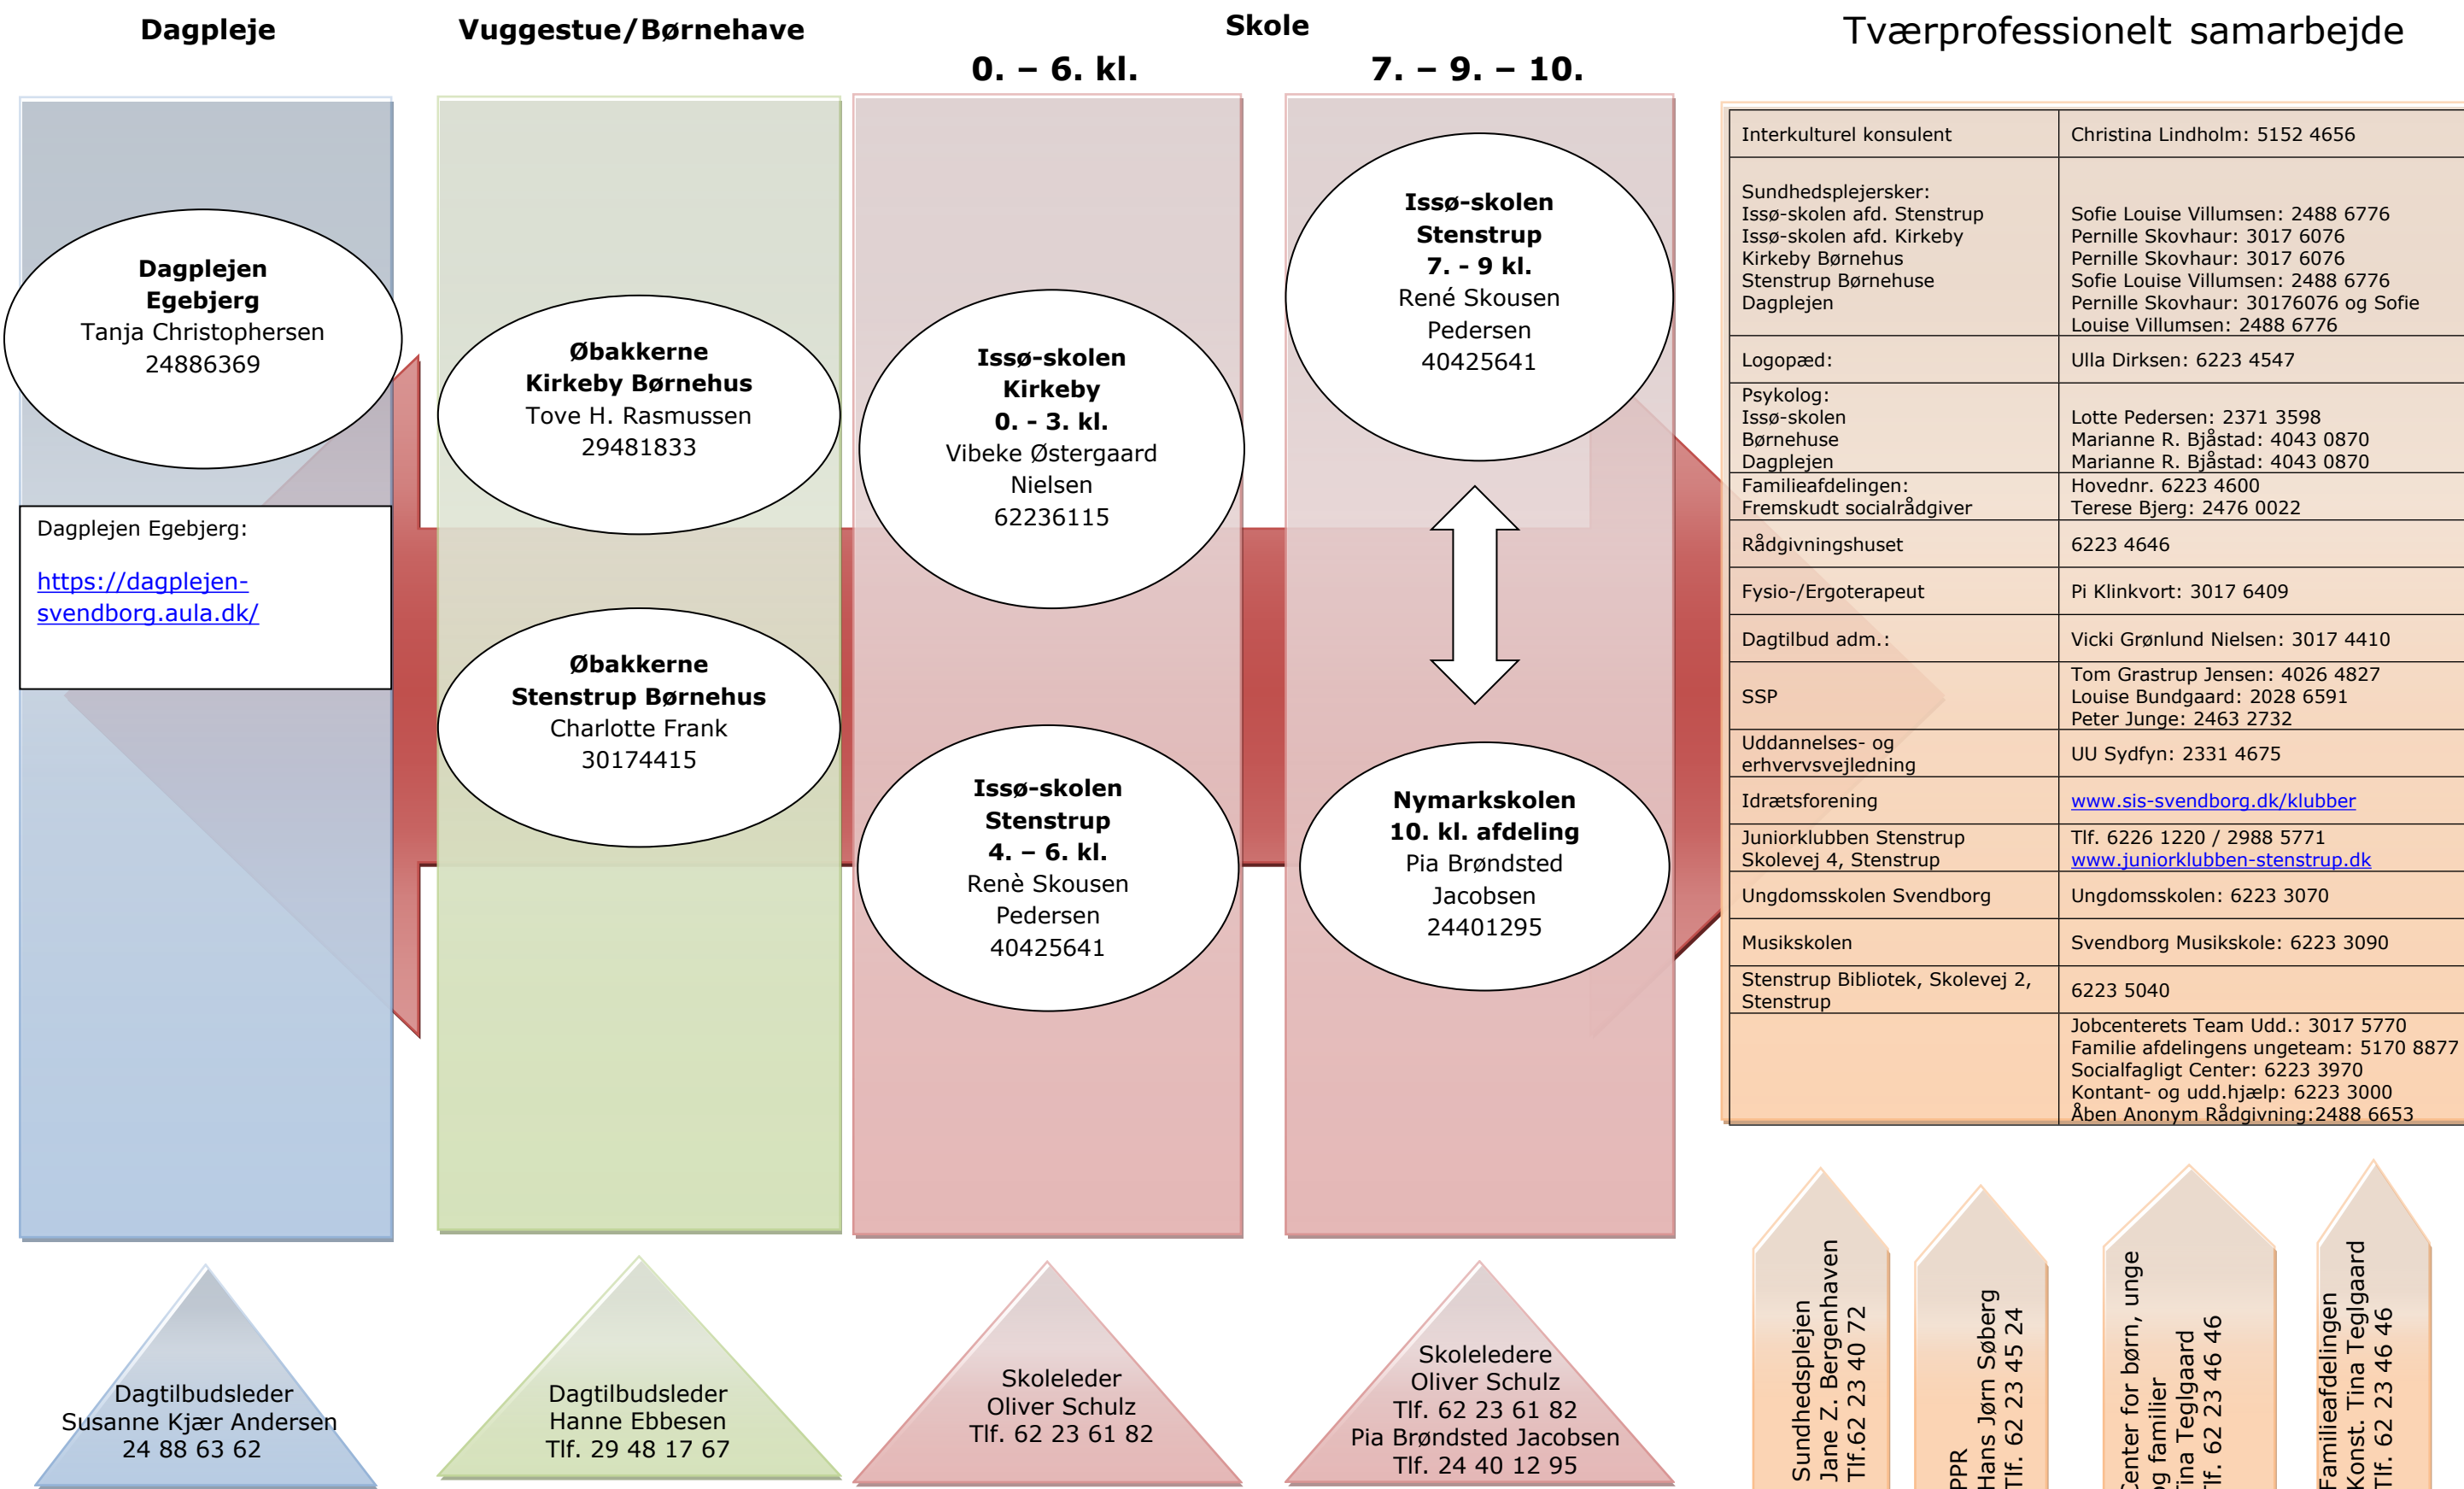 Dagpleje
Vuggestue/Børnehave
Skole
0. – 6. kl.
7. – 9. – 10.
Tværprofessionelt samarbejde
Dagplejen
Egebjerg
Tanja Christophersen
24886369
Dagplejen Egebjerg:
https://dagplejen-
svendborg.aula.dk/
Øbakkerne
Kirkeby Børnehus
Tove H. Rasmussen
29481833
Øbakkerne
Stenstrup Børnehus
Charlotte Frank
30174415
Issø-skolen
Kirkeby
0. - 3. kl.
Vibeke Østergaard
Nielsen
62236115
Issø-skolen
Stenstrup
4. – 6. kl.
Renè Skousen
Pedersen
40425641
Issø-skolen
Stenstrup
7. - 9 kl.
René Skousen
Pedersen
40425641
Nymarkskolen
10. kl. afdeling
Pia Brøndsted
Jacobsen
24401295
Interkulturel konsulent
Christina Lindholm: 5152 4656
Sundhedsplejersker:
Issø-skolen afd. Stenstrup
Issø-skolen afd. Kirkeby
Kirkeby Børnehus
Stenstrup Børnehuse
Dagplejen
Sofie Louise Villumsen: 2488 6776
Pernille Skovhaur: 3017 6076
Pernille Skovhaur: 3017 6076
Sofie Louise Villumsen: 2488 6776
Pernille Skovhaur: 30176076 og Sofie
Louise Villumsen: 2488 6776
Logopæd:
Ulla Dirksen: 6223 4547
Psykolog:
Issø-skolen
Børnehuse
Dagplejen
Lotte Pedersen: 2371 3598
Marianne R. Bjåstad: 4043 0870
Marianne R. Bjåstad: 4043 0870
Familieafdelingen:
Fremskudt socialrådgiver
Hovednr. 6223 4600
Terese Bjerg: 2476 0022
Rådgivningshuset
6223 4646
Fysio-/Ergoterapeut
Pi Klinkvort: 3017 6409
Dagtilbud adm.:
Vicki Grønlund Nielsen: 3017 4410
SSP
Tom Grastrup Jensen: 4026 4827
Louise Bundgaard: 2028 6591
Peter Junge: 2463 2732
Uddannelses- og
erhvervsvejledning
UU Sydfyn: 2331 4675
Idrætsforening
www.sis-svendborg.dk/klubber
Juniorklubben Stenstrup
Skolevej 4, Stenstrup
Tlf. 6226 1220 / 2988 5771
www.juniorklubben-stenstrup.dk
Ungdomsskolen Svendborg
Ungdomsskolen: 6223 3070
Musikskolen
Svendborg Musikskole: 6223 3090
Stenstrup Bibliotek, Skolevej 2,
Stenstrup
6223 5040
Jobcenterets Team Udd.: 3017 5770
Familie afdelingens ungeteam: 5170 8877
Socialfagligt Center: 6223 3970
Kontant- og udd.hjælp: 6223 3000
Åben Anonym Rådgivning:2488 6653
Dagtilbudsleder
Susanne Kjær Andersen
24 88 63 62
Dagtilbudsleder
Hanne Ebbesen
Tlf. 29 48 17 67
Skoleleder
Oliver Schulz
Tlf. 62 23 61 82
Skoleledere
Oliver Schulz
Tlf. 62 23 61 82
Pia Brøndsted Jacobsen
Tlf. 24 40 12 95
Sundhedsplejen
Jane Z. Bergenhaven
Tlf.62 23 40 72
PPR
Hans Jørn Søberg
Tlf. 62 23 45 24
Center for børn, unge
og familier
Tina Teglgaard
Tlf. 62 23 46 46
Familieafdelingen
Konst. Tina Teglgaard
Tlf. 62 23 46 46